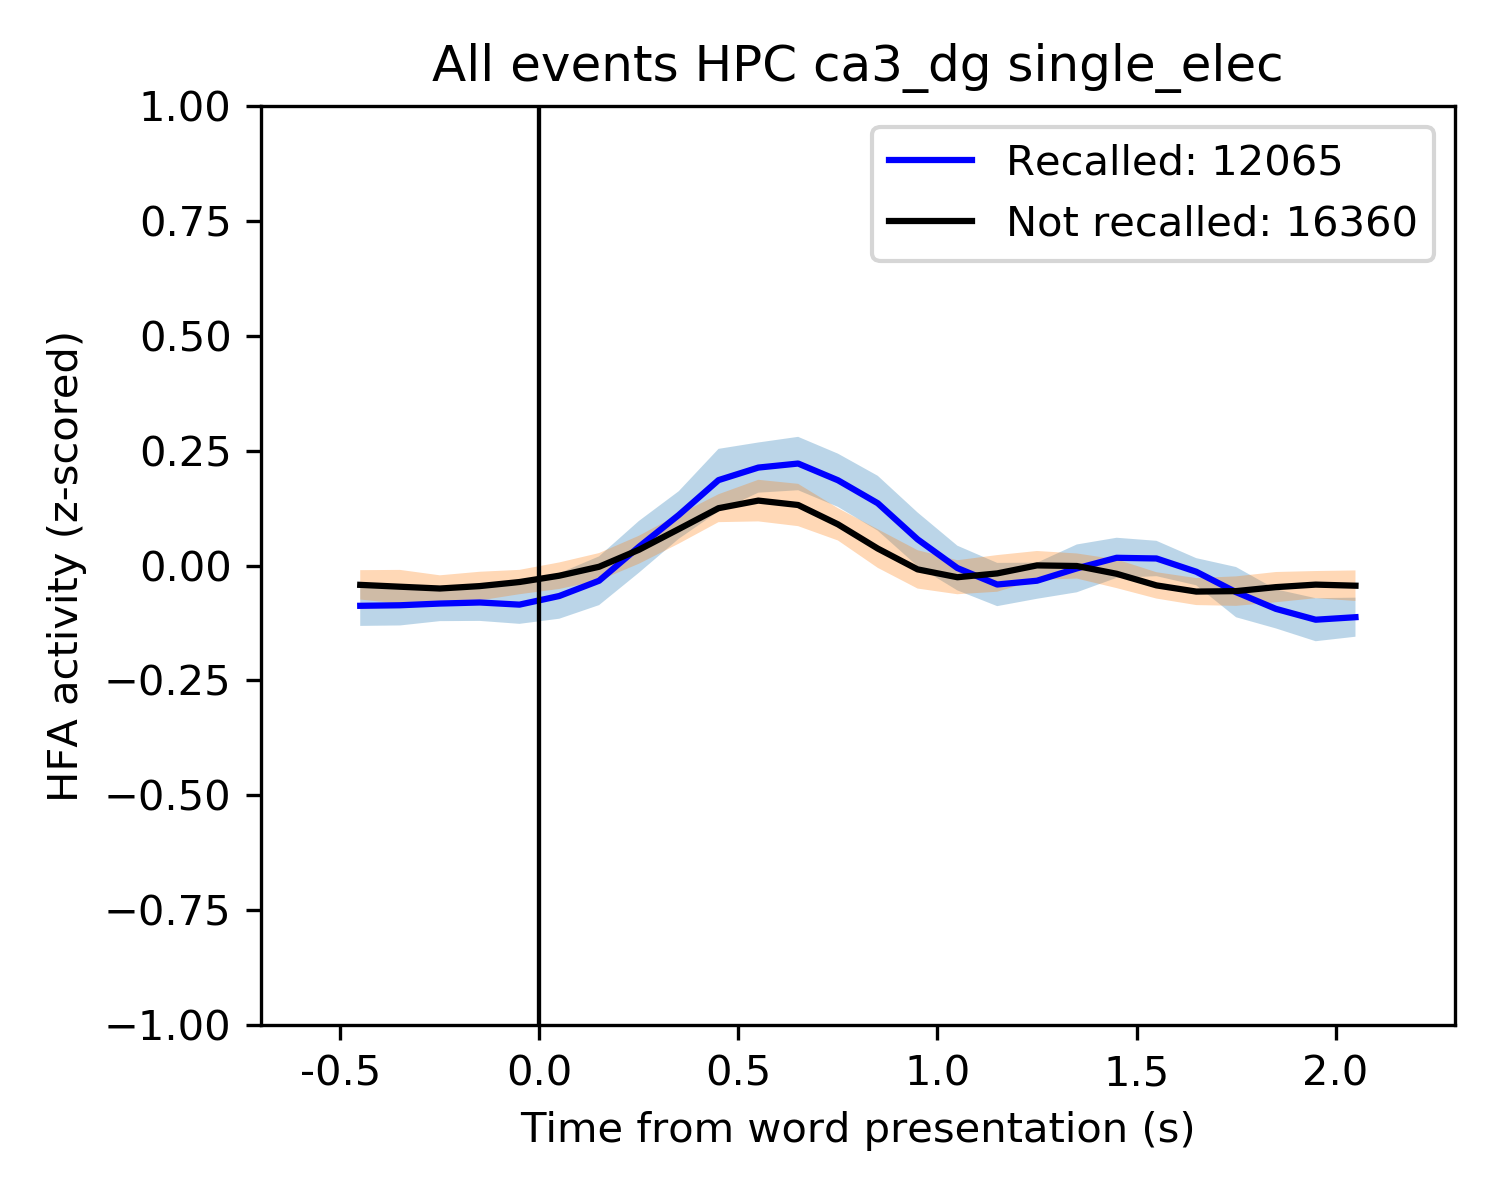 All events HPC ca3_dg single_elec
Recalled: 12065
Not recalled: 16360
HFA activity (z-scored)
1.00
0.75
0.50
0.25
0.00
−0.25
−0.50
−0.75
−1.00
-0.5 0.0 0.5 1.0 1.5 2.0
Time from word presentation (s)